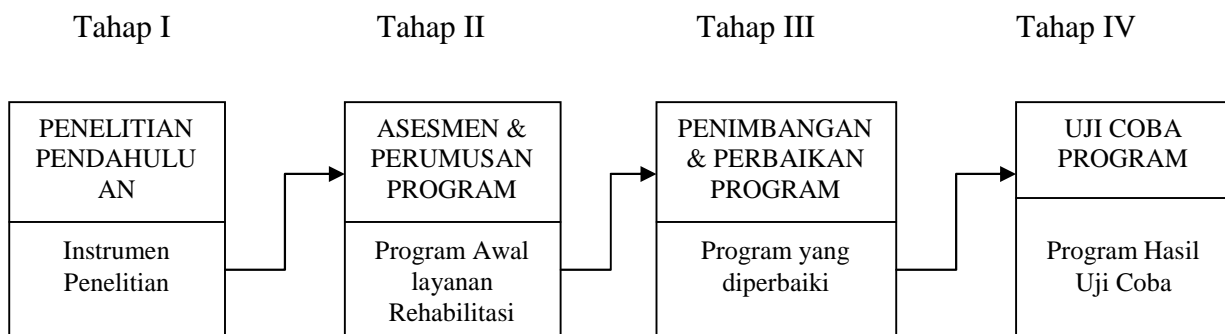 Tahap I
Tahap II
Tahap III
Tahap IV
PENELITIAN
PENDAHULU
AN
Instrumen
Penelitian
ASESMEN &
PERUMUSAN
PROGRAM
Program Awal
layanan
Rehabilitasi
PENIMBANGAN
& PERBAIKAN
PROGRAM
Program yang
diperbaiki
UJI COBA
PROGRAM
Program Hasil
Uji Coba